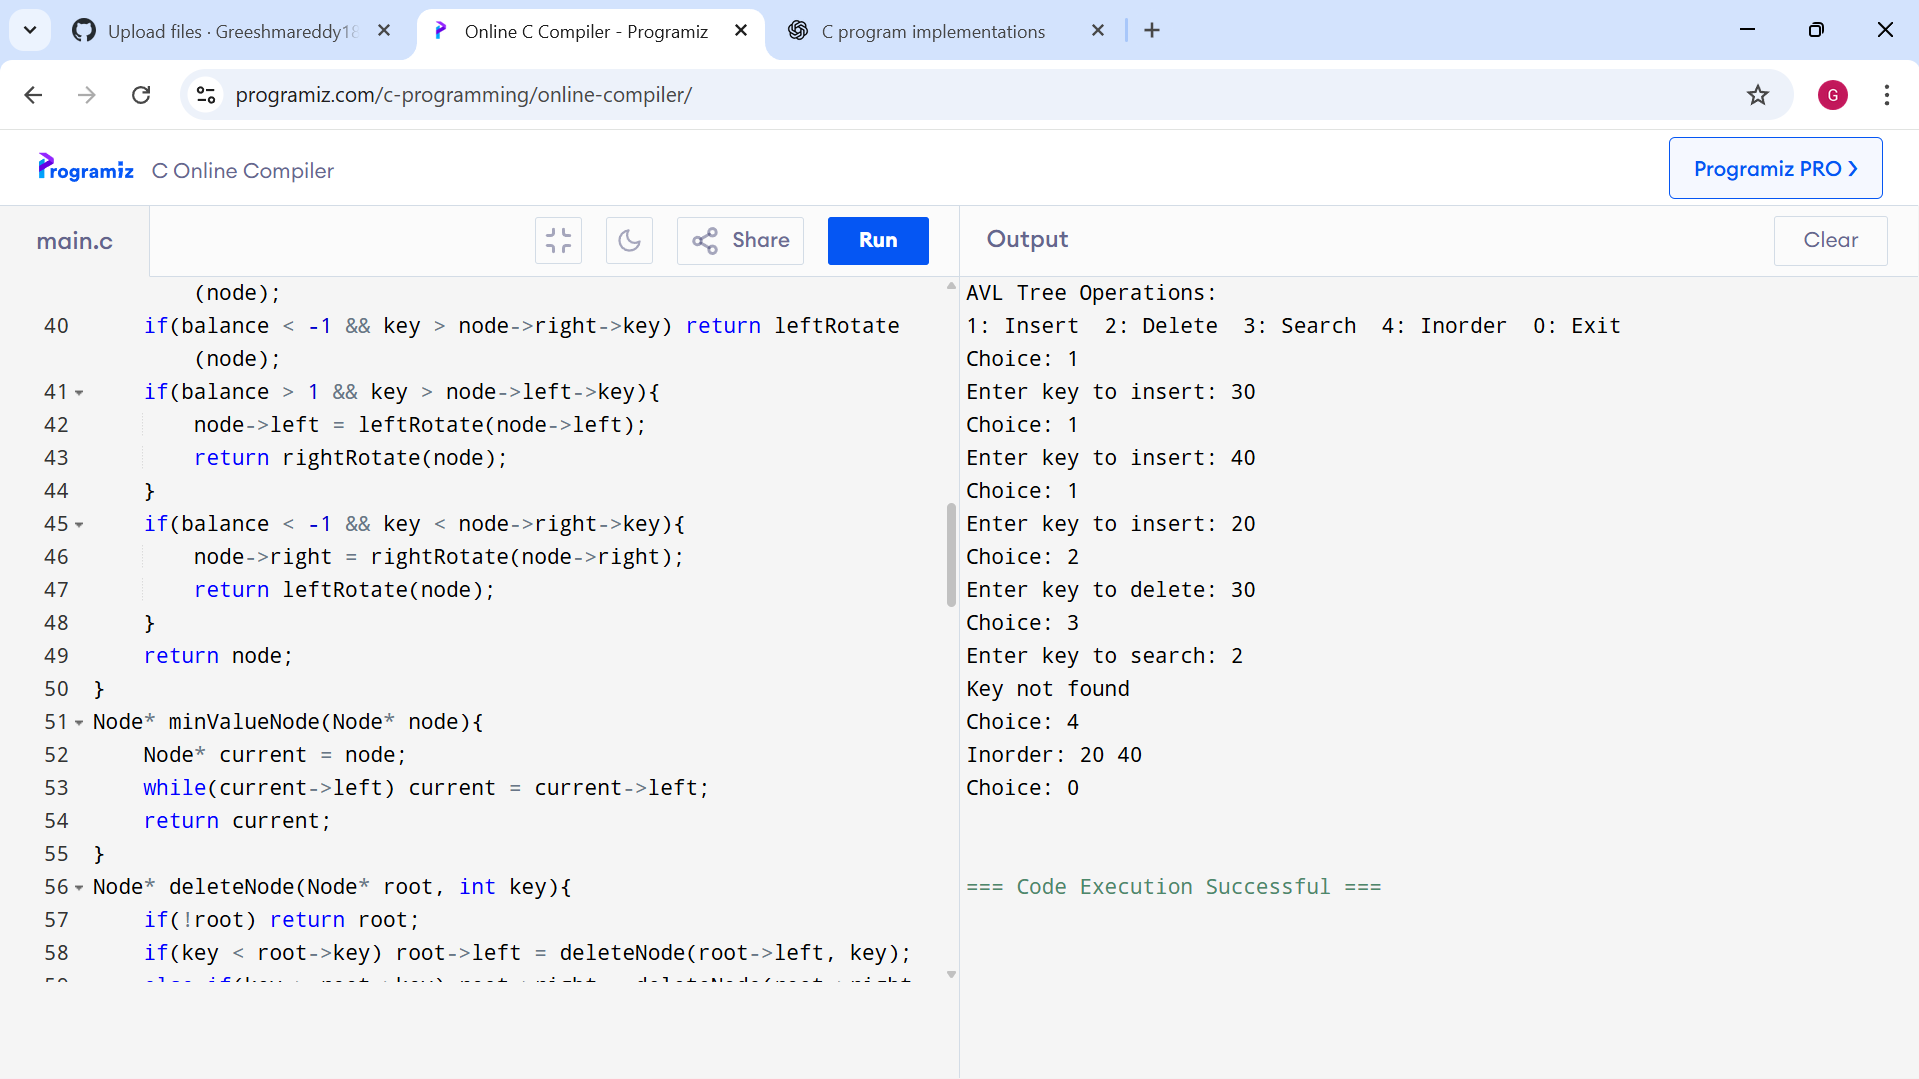 Upload files · Greeshmareddy18
Online C Compiler - Programiz
C program implementations
programiz.com/c-programming/online-compiler/
G
Programiz
C Online Compiler
Programiz PRO ❯
main.c
Share
Run
Output
Clear
(node);
40 if(balance < -1 && key > node->right->key) return leftRotate
(node);
41 if(balance > 1 && key > node->left->key){
42 node->left = leftRotate(node->left);
43 return rightRotate(node);
44 }
45 if(balance < -1 && key < node->right->key){
46 node->right = rightRotate(node->right);
47 return leftRotate(node);
48 }
49 return node;
50 }
51 Node* minValueNode(Node* node){
52 Node* current = node;
53 while(current->left) current = current->left;
54 return current;
55 }
56 Node* deleteNode(Node* root, int key){
57 if(!root) return root;
58 if(key < root->key) root->left = deleteNode(root->left, key);
AVL Tree Operations:
1: Insert  2: Delete  3: Search  4: Inorder  0: Exit
Choice: 1
Enter key to insert: 30
Choice: 1
Enter key to insert: 40
Choice: 1
Enter key to insert: 20
Choice: 2
Enter key to delete: 30
Choice: 3
Enter key to search: 2
Key not found
Choice: 4
Inorder: 20 40
Choice: 0
=== Code Execution Successful ===